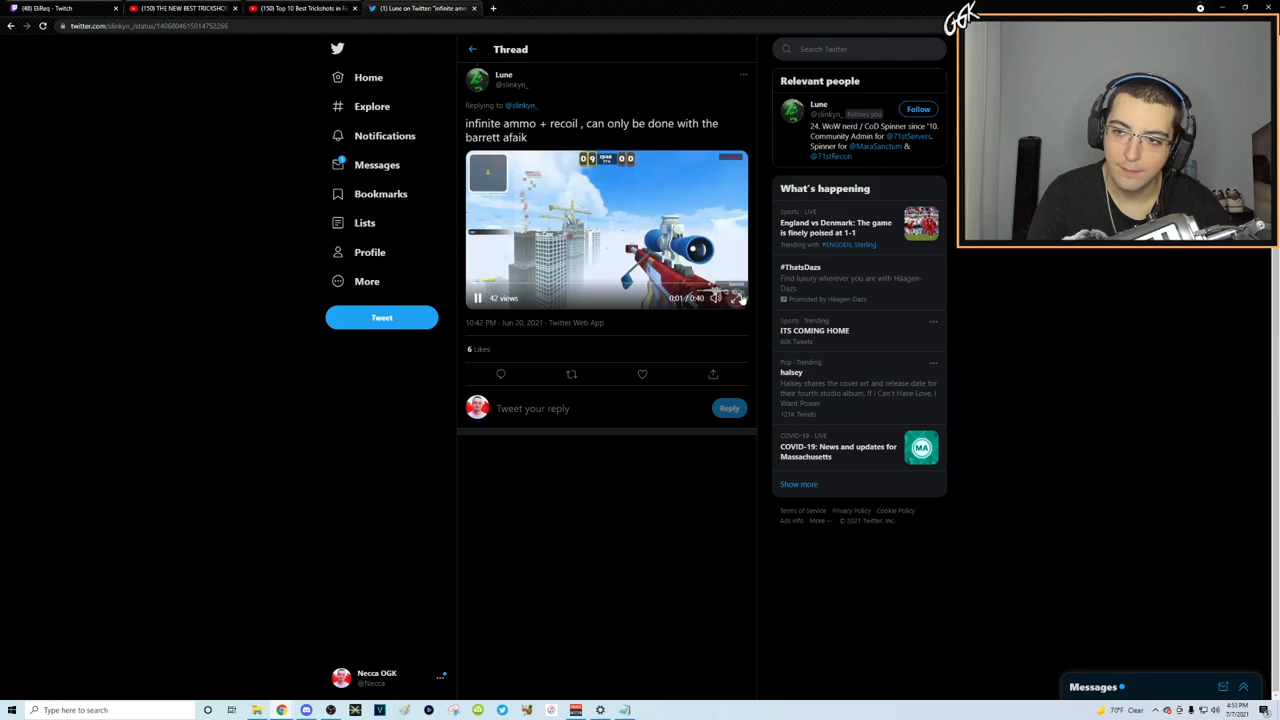 (48) EliReq - Twitch
(150) THE NEW BEST TRICKSHOT
(150) Top 10 Best Trickshots in Fo
(1) Lune on Twitter: "infinite amm
twitter.com/slinkyn_/status/1406804615014752266
OGK
Home
Explore
Notifications
Messages
Bookmarks
Lists
Profile
More
Tweet
Necca OGK
@Necca
Thread
Lune
@slinkyn_
Replying to @slinkyn_
infinite ammo + recoil , can only be done with the
barrett afaik
09 00
42 views
0:01 / 0:40
10:42 PM · Jun 20, 2021 · Twitter Web App
6 Likes
Tweet your reply
Reply
Search Twitter
Relevant people
Lune
@slinkyn_ Follows you
Follow
24. WoW nerd / CoD Spinner since '10.
Community Admin for @71stServers.
Spinner for @MaraSanctum &
@71stRecon
What's happening
Sports · LIVE
England vs Denmark: The game
is finely poised at 1-1
Trending with #ENGDEN, Sterling
#ThatsDazs
Find luxury wherever you are with Häagen-
Dazs.
Promoted by Häagen-Dazs
Sports · Trending
ITS COMING HOME
60K Tweets
Pop · Trending
halsey
Halsey shares the cover art and release date for
their fourth studio album, If I Can't Have Love, I
Want Power
121K Tweets
COVID-19 · LIVE
COVID-19: News and updates for
Massachusetts
MA
Show more
Terms of Service Privacy Policy Cookie Policy
Ads info More ··· © 2021 Twitter, Inc.
Messages
Type here to search
70°F Clear
4:53 PM
7/7/2021